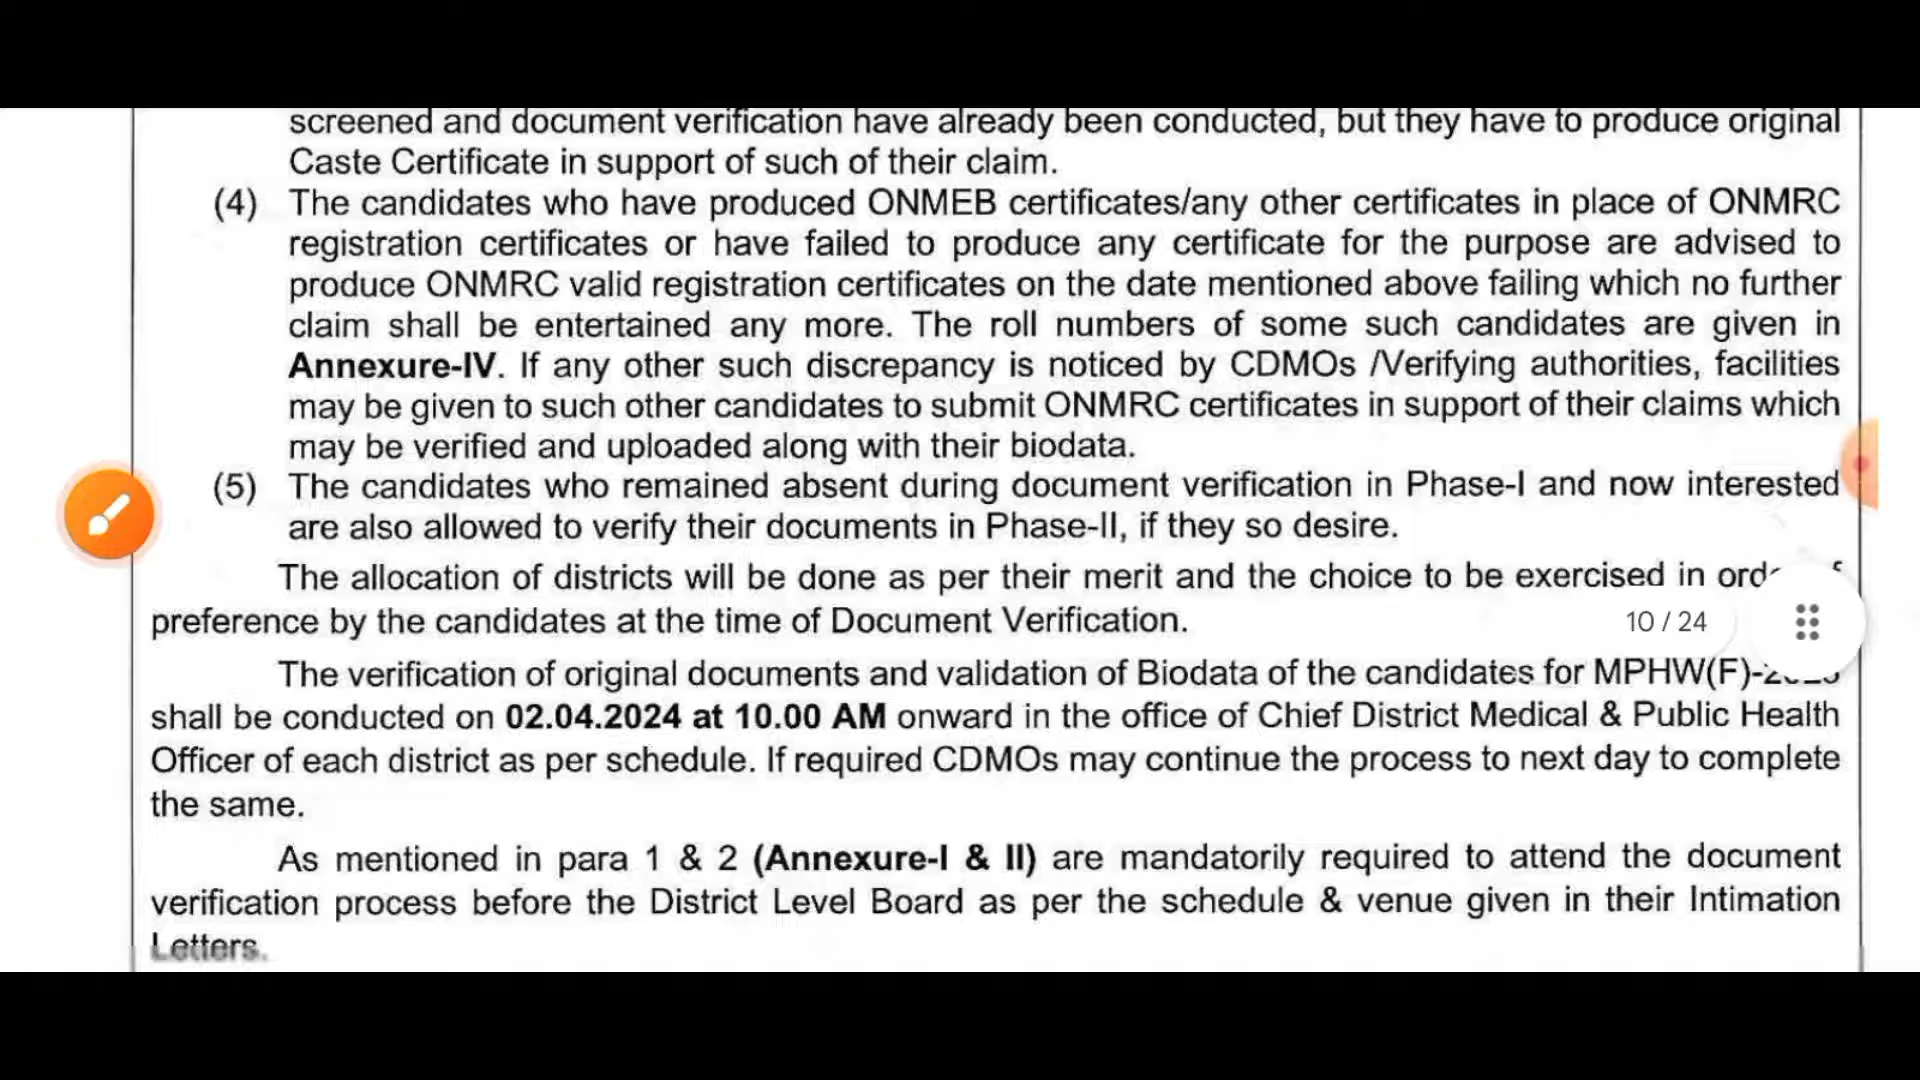 screened and document verification have already been conducted, but they have to produce original
Caste Certificate in support of such of their claim.
(4) The candidates who have produced ONMEB certificates/any other certificates in place of ONMRC
registration certificates or have failed to produce any certificate for the purpose are advised to
produce ONMRC valid registration certificates on the date mentioned above failing which no further
claim shall be entertained any more. The roll numbers of some such candidates are given in
Annexure-IV. If any other such discrepancy is noticed by CDMOs /Verifying authorities, facilities
may be given to such other candidates to submit ONMRC certificates in support of their claims which
may be verified and uploaded along with their biodata.
(5) The candidates who remained absent during document verification in Phase-I and now interested
are also allowed to verify their documents in Phase-II, if they so desire.
The allocation of districts will be done as per their merit and the choice to be exercised in
preference by the candidates at the time of Document Verification.
10 / 24
The verification of original documents and validation of Biodata of the candidates for MPHW(F)-
shall be conducted on 02.04.2024 at 10.00 AM onward in the office of Chief District Medical & Public Health
Officer of each district as per schedule. If required CDMOs may continue the process to next day to complete
the same.
As mentioned in para 1 & 2 (Annexure-I & II) are mandatorily required to attend the document
verification process before the District Level Board as per the schedule & venue given in their Intimation
Letters.